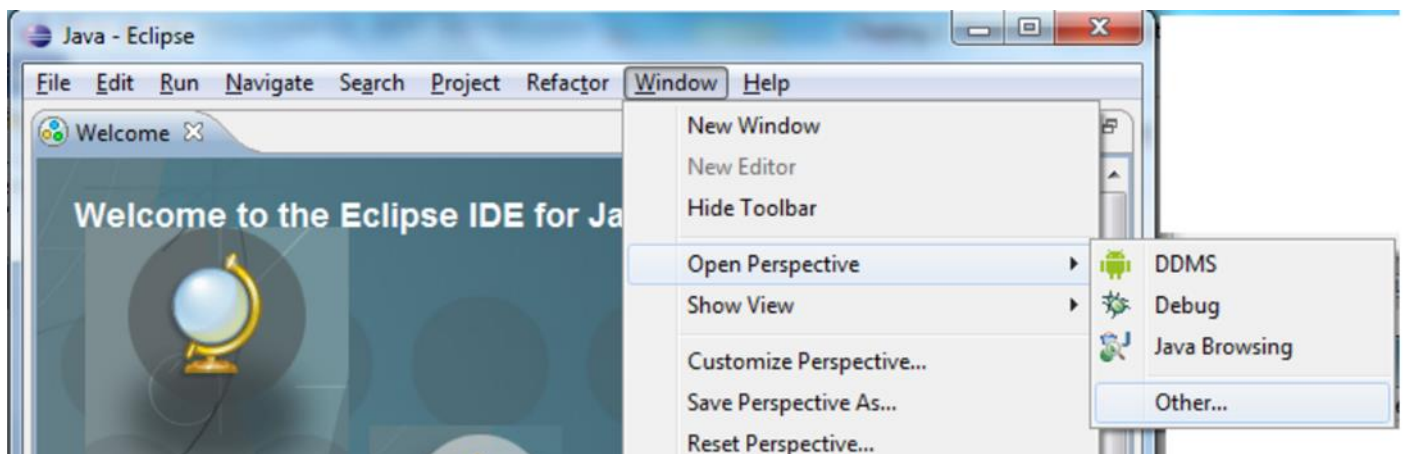 Java - Eclipse
File Edit Run Navigate Search Project Refactor Window Help
Welcome
Welcome to the Eclipse IDE for Ja
New Window
New Editor
Hide Toolbar
Open Perspective
Show View
Customize Perspective...
Save Perspective As...
Reset Perspective...
DDMS
Debug
Java Browsing
Other...